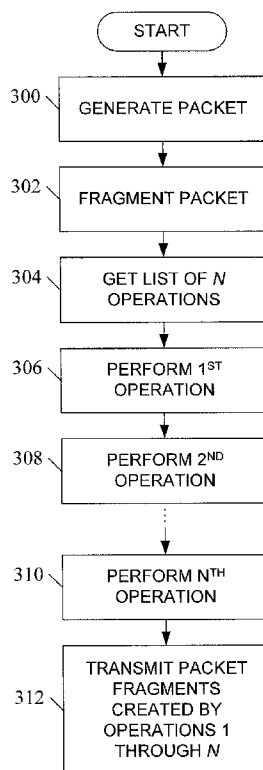 START
300
GENERATE PACKET
302
FRAGMENT PACKET
304
GET LIST OF N
OPERATIONS
306
PERFORM 1ST
OPERATION
308
PERFORM 2ND
OPERATION
310
PERFORM NTH
OPERATION
312
TRANSMIT PACKET
FRAGMENTS
CREATED BY
OPERATIONS 1
THROUGH N